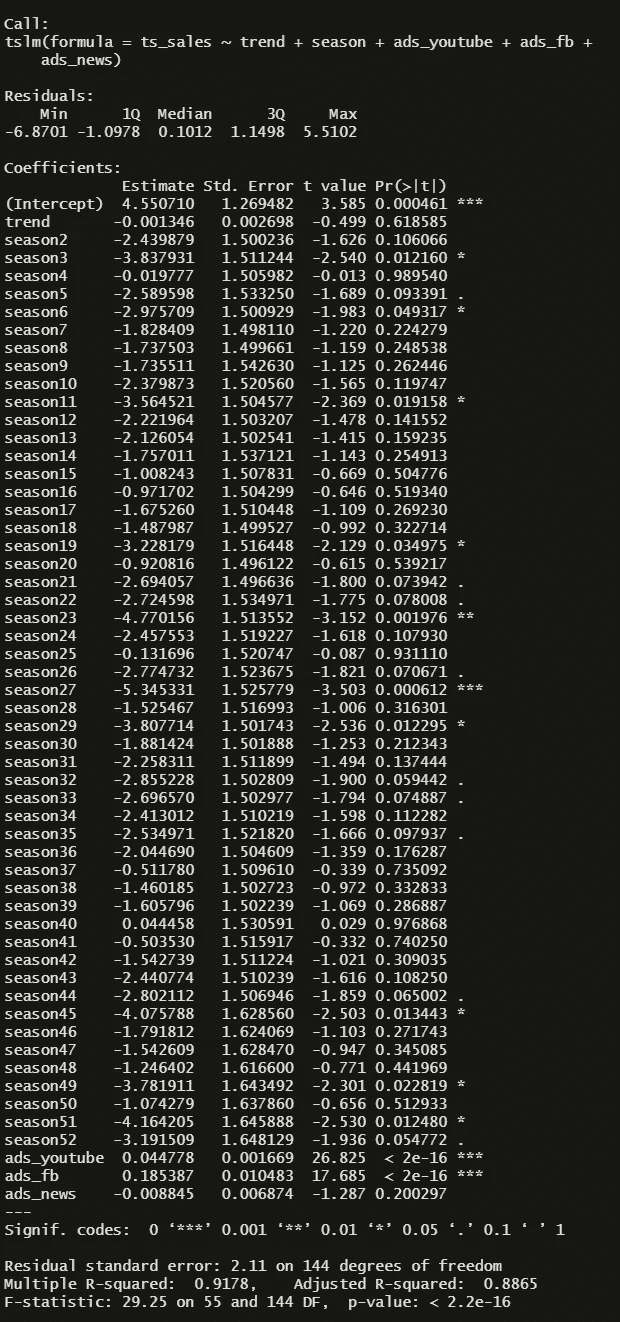 Call:
tslm(formula = ts_sales ~ trend + season + ads_youtube + ads_fb +
    ads_news)

Residuals:
    Min      1Q  Median      3Q     Max
-6.8701 -1.0978  0.1012  1.1498  5.5102

Coefficients:
             Estimate Std. Error t value Pr(>|t|)
(Intercept)  4.550710   1.269482   3.585 0.000461 ***
trend       -0.001346   0.002698  -0.499 0.618585
season2     -2.439879   1.500236  -1.626 0.106066
season3     -3.837931   1.511244  -2.540 0.012160 *
season4     -0.019777   1.505982  -0.013 0.989540
season5     -2.589598   1.533250  -1.689 0.093391 .
season6     -2.975709   1.500929  -1.983 0.049317 *
season7     -1.828409   1.498110  -1.220 0.224279
season8     -1.737503   1.499661  -1.159 0.248538
season9     -1.735511   1.542630  -1.125 0.262446
season10    -2.379873   1.520560  -1.565 0.119747
season11    -3.564521   1.504577  -2.369 0.019158 *
season12    -2.221964   1.503207  -1.478 0.141552
season13    -2.126054   1.502541  -1.415 0.159235
season14    -1.757011   1.537121  -1.143 0.254913
season15    -1.008243   1.507831  -0.669 0.504776
season16    -0.971702   1.504299  -0.646 0.519340
season17    -1.675260   1.510448  -1.109 0.269230
season18    -1.487987   1.499527  -0.992 0.322714
season19    -3.228179   1.516448  -2.129 0.034975 *
season20    -0.920816   1.496122  -0.615 0.539217
season21    -2.694057   1.496636  -1.800 0.073942 .
season22    -2.724598   1.534971  -1.775 0.078008 .
season23    -4.770156   1.513552  -3.152 0.001976 **
season24    -2.457553   1.519227  -1.618 0.107930
season25    -0.131696   1.520747  -0.087 0.931110
season26    -2.774732   1.523675  -1.821 0.070671 .
season27    -5.345331   1.525779  -3.503 0.000612 ***
season28    -1.525467   1.516993  -1.006 0.316301
season29    -3.807714   1.501743  -2.536 0.012295 *
season30    -1.881424   1.501888  -1.253 0.212343
season31    -2.258311   1.511899  -1.494 0.137444
season32    -2.855228   1.502809  -1.900 0.059442 .
season33    -2.696570   1.502977  -1.794 0.074887 .
season34    -2.413012   1.510219  -1.598 0.112282
season35    -2.534971   1.521820  -1.666 0.097937 .
season36    -2.044690   1.504609  -1.359 0.176287
season37    -0.511780   1.509610  -0.339 0.735092
season38    -1.460185   1.502723  -0.972 0.332833
season39    -1.605796   1.502239  -1.069 0.286887
season40     0.044458   1.530591   0.029 0.976868
season41    -0.503530   1.515917  -0.332 0.740250
season42    -1.542739   1.511224  -1.021 0.309035
season43    -2.440774   1.510239  -1.616 0.108250
season44    -2.802112   1.506946  -1.859 0.065002 .
season45    -4.075788   1.628560  -2.503 0.013443 *
season46    -1.791812   1.624069  -1.103 0.271743
season47    -1.542609   1.628470  -0.947 0.345085
season48    -1.246402   1.616600  -0.771 0.441969
season49    -3.781911   1.643492  -2.301 0.022819 *
season50    -1.074279   1.637860  -0.656 0.512933
season51    -4.164205   1.645888  -2.530 0.012480 *
season52    -3.191509   1.648129  -1.936 0.054772 .
ads_youtube  0.044778   0.001669  26.825  < 2e-16 ***
ads_fb       0.185387   0.010483  17.685  < 2e-16 ***
ads_news    -0.008845   0.006874  -1.287 0.200297
---
Signif. codes:  0 ‘***’ 0.001 ‘**’ 0.01 ‘*’ 0.05 ‘.’ 0.1 ‘ ’ 1

Residual standard error: 2.11 on 144 degrees of freedom
Multiple R-squared:  0.9178,    Adjusted R-squared:  0.8865
F-statistic: 29.25 on 55 and 144 DF,  p-value: < 2.2e-16